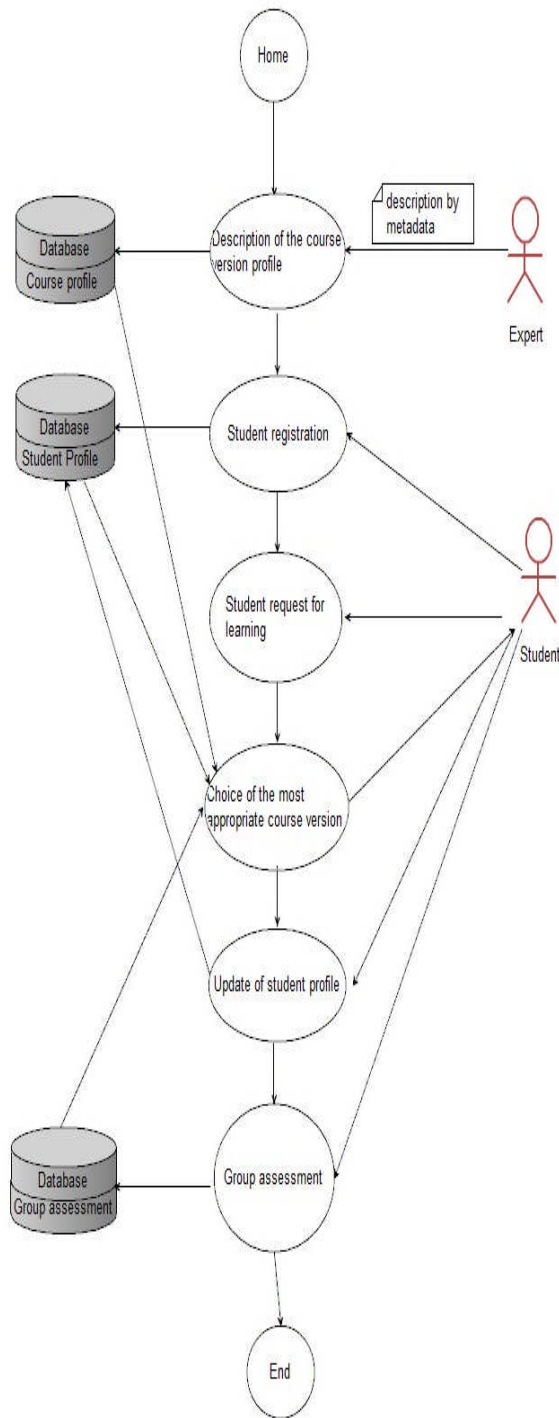 Home
description by
metadata
Database
Course profile
Description of the course
version profile
Expert
Database
Student Profile
Student registration
Student request for
learning
Student
Choice of the most
appropriate course version
Update of student profile
Database
Group assessment
Group assessment
End